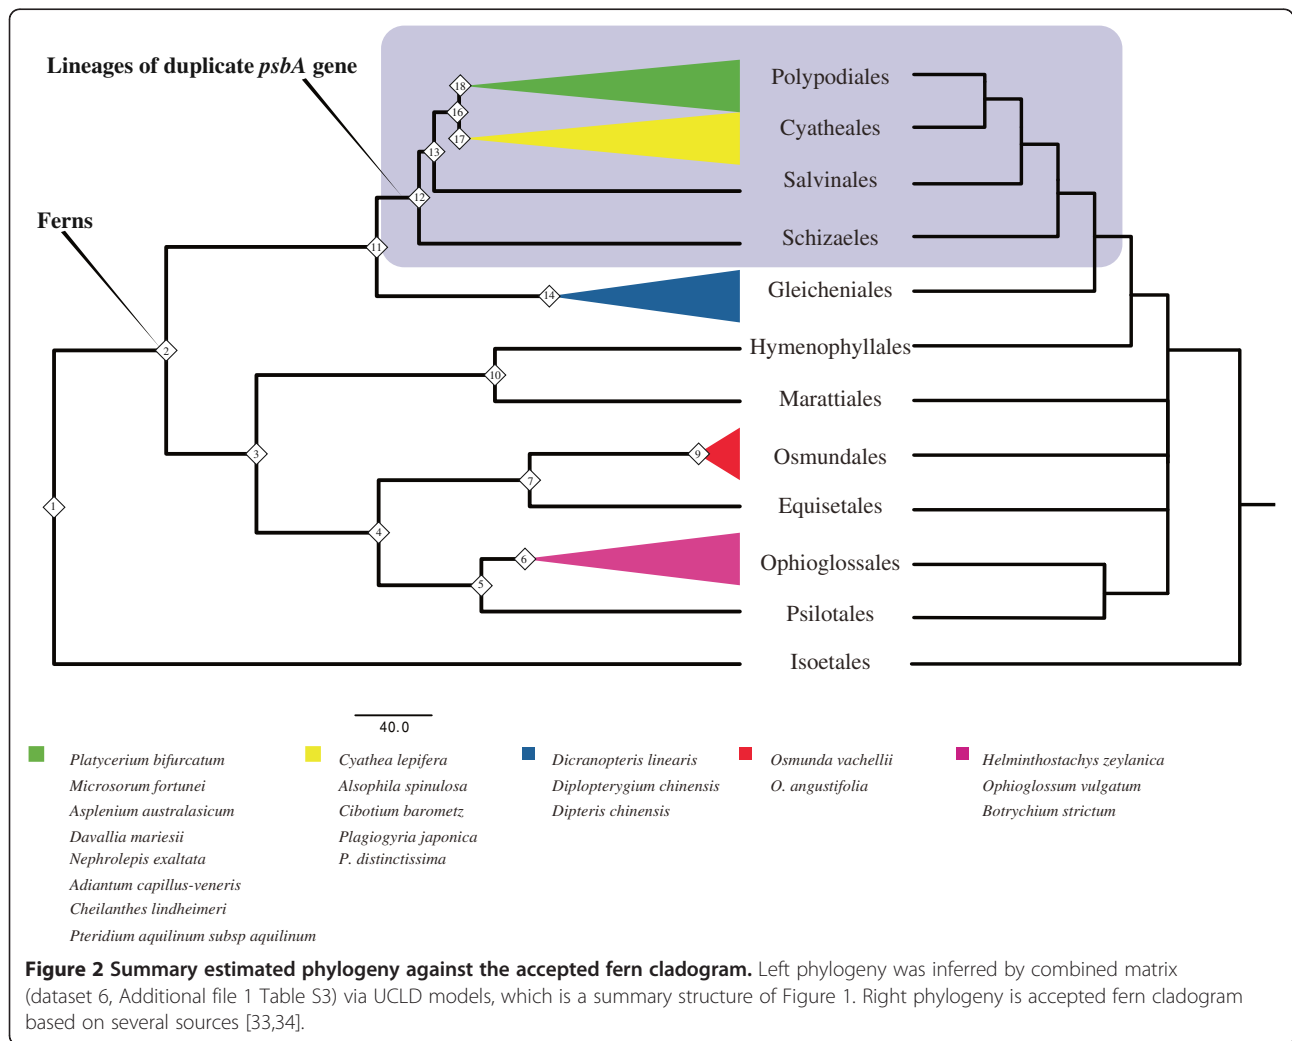 Lineages of duplicate psbA gene
Ferns
Polypodiales
Cyatheales
Salvinales
Schizaeles
Gleicheniales
Hymenophyllales
Marattiales
Osmundales
Equisetales
Ophioglossales
Psilotales
Isoetales
18
16
17
13
12
11
14
2
10
3
9
7
1
4
6
5
40.0
Platycerium bifurcatum
Microsorum fortunei
Asplenium australasicum
Davallia mariesii
Nephrolepis exaltata
Adiantum capillus-veneris
Cheilanthes lindheimeri
Pteridium aquilinum subsp aquilinum
Cyathea lepifera
Alsophila spinulosa
Cibotium barometz
Plagiogyria japonica
P. distinctissima
Dicranopteris linearis
Diplopterygium chinensis
Dipteris chinensis
Osmunda vachellii
O. angustifolia
Helminthostachys zeylanica
Ophioglossum vulgatum
Botrychium strictum
Figure 2 Summary estimated phylogeny against the accepted fern cladogram. Left phylogeny was inferred by combined matrix
(dataset 6, Additional file 1 Table S3) via UCLD models, which is a summary structure of Figure 1. Right phylogeny is accepted fern cladogram
based on several sources [33,34].